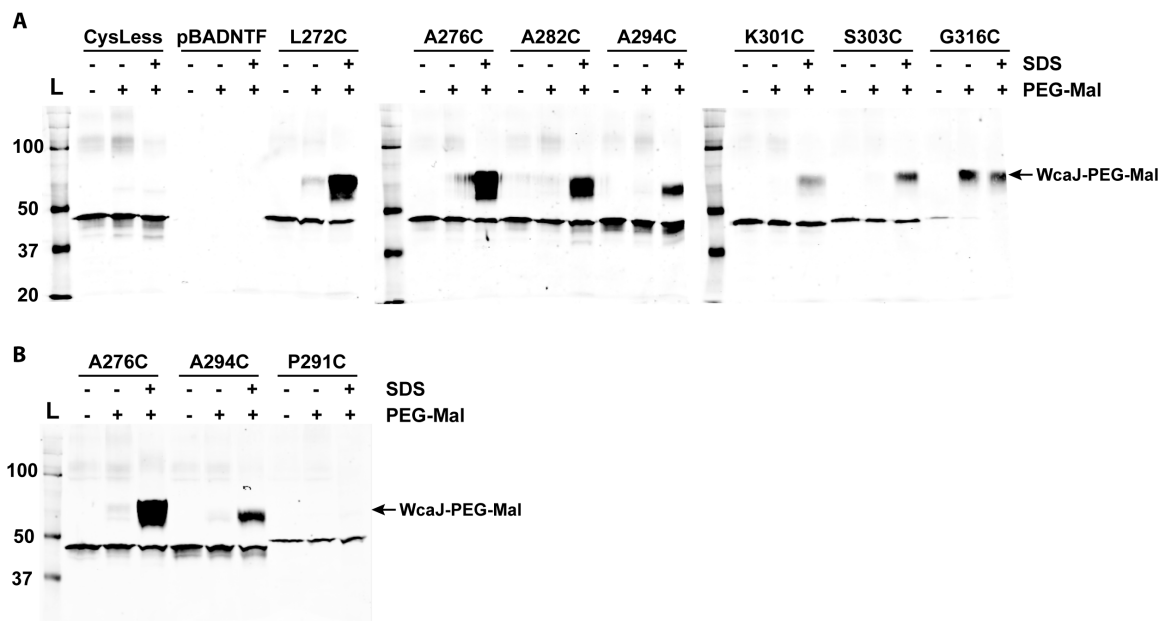 A
CysLess pBADNTF L272C A276C A282C A294C K301C S303C G316C
+ + + + + + + + + SDS
L - + + - + + - + + - + + - + + - + + - + + - + + - + + PEG-Mal
100
WcaJ-PEG-Mal
50
37
20
B
A276C A294C P291C
- - + - - + - - + SDS
L - + + - + + - + + PEG-Mal
100
WcaJ-PEG-Mal
50
37